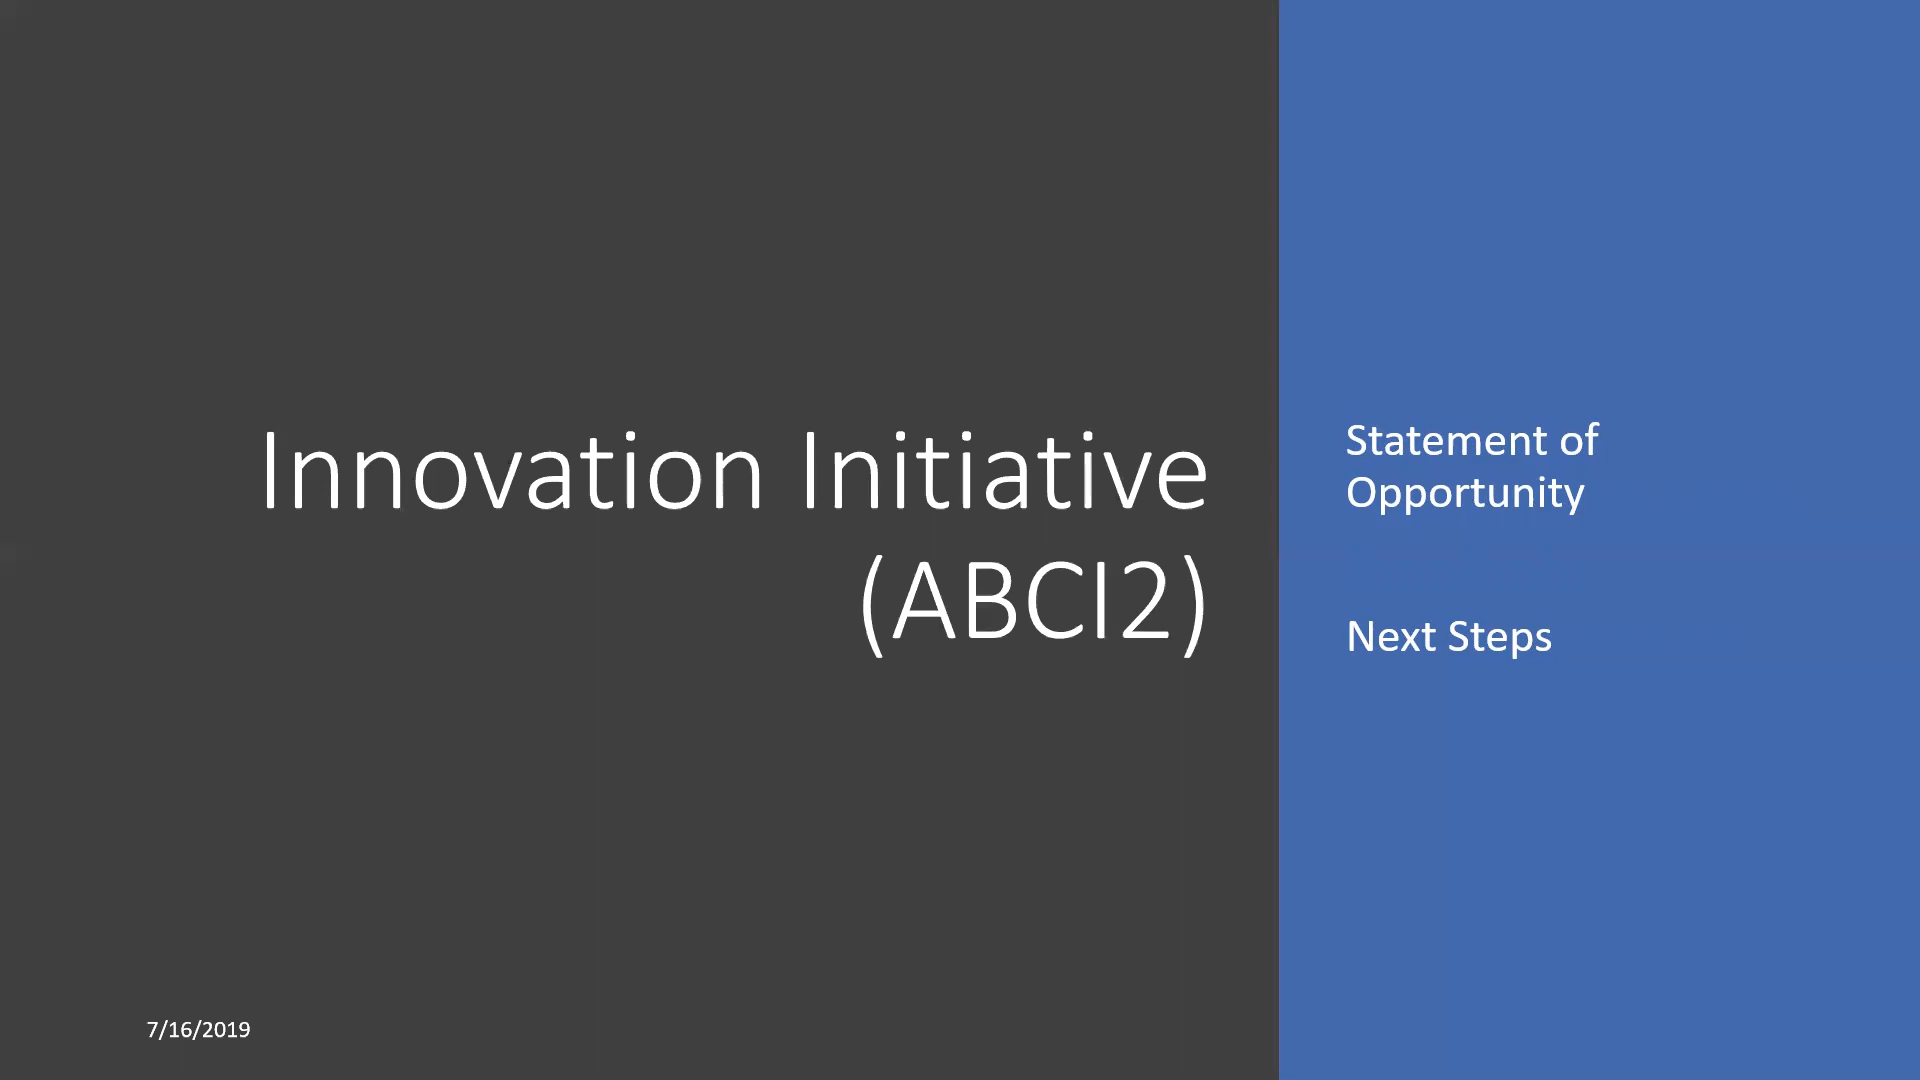 Innovation Initiative
(ABCI2)
Statement of
Opportunity
Next Steps
7/16/2019